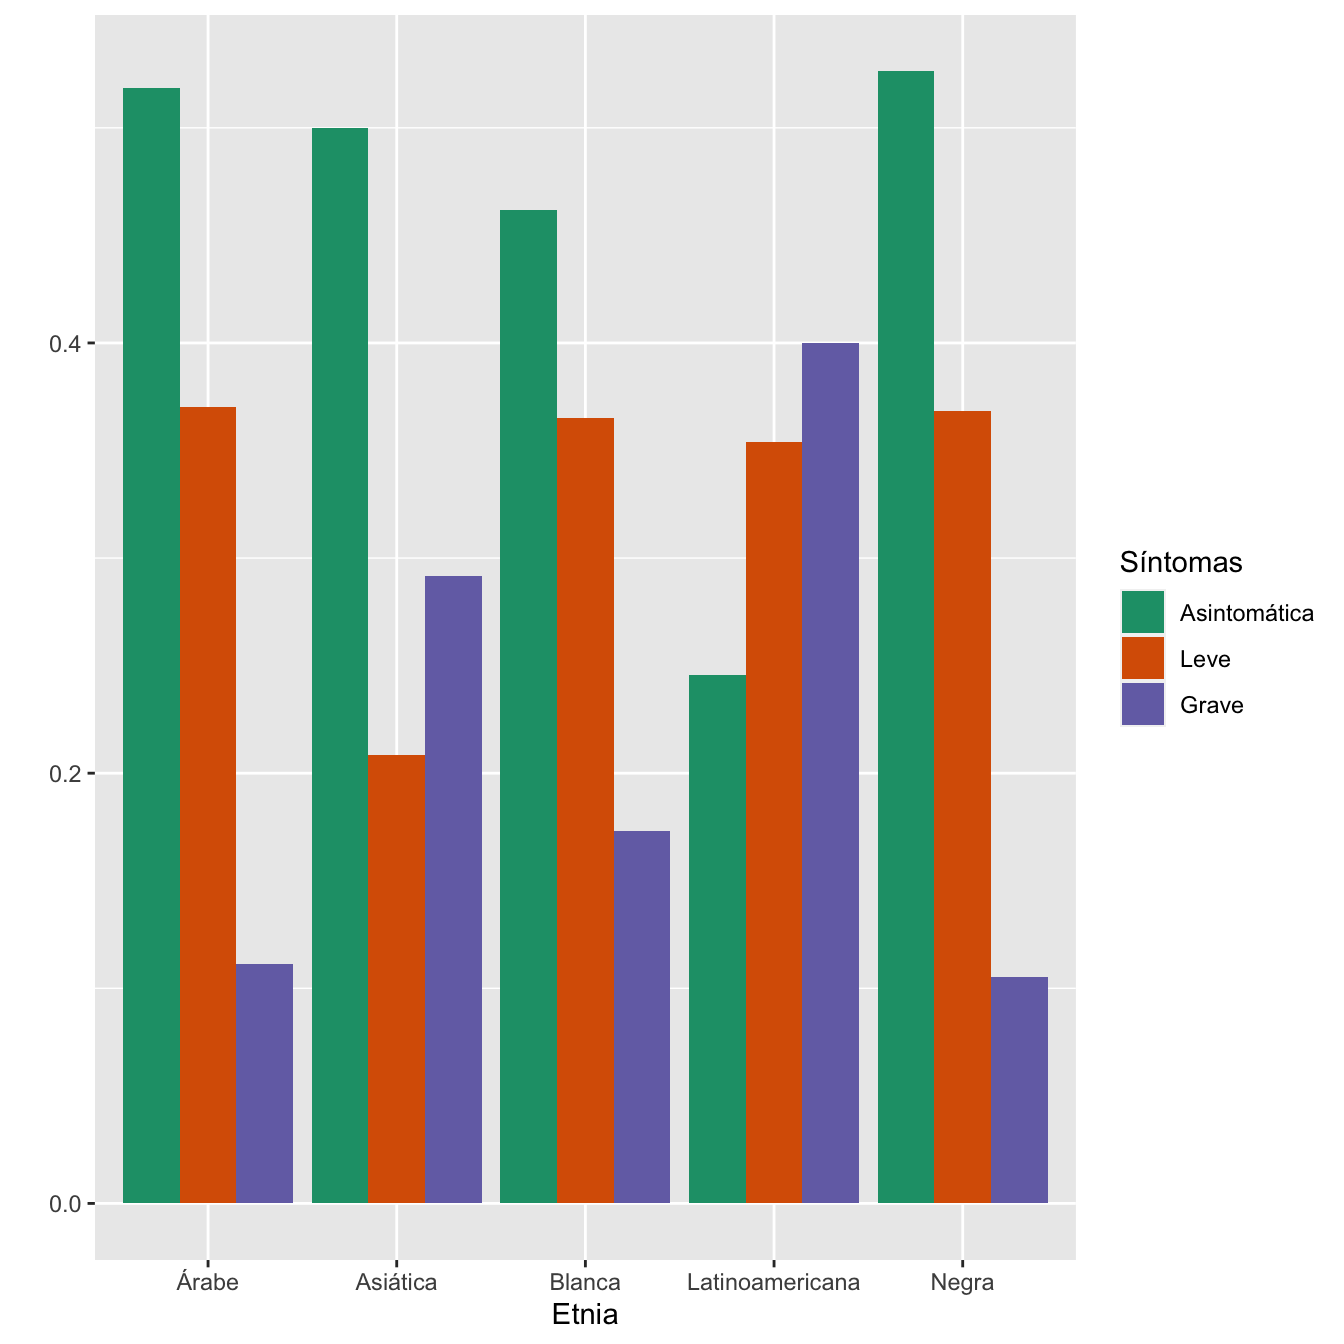 0.4
0.2
0.0
Árabe
Asiática
Blanca
Latinoamericana
Negra
Etnia
Síntomas
Asintomática
Leve
Grave